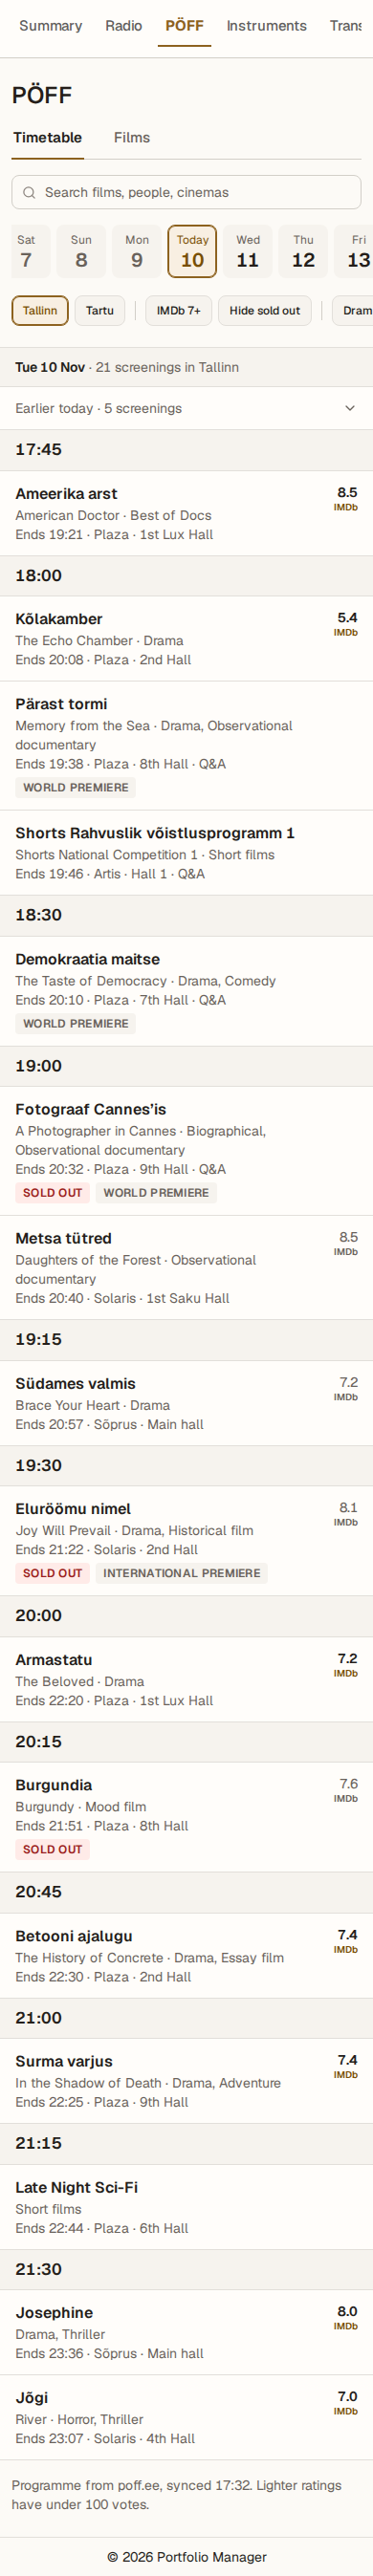 Summary Radio PÖFF Instruments Trans
PÖFF
Timetable Films
Search films, people, cinemas
Sat Sun Mon Today Wed Thu Fri
7 8 9 10 11 12 13
Tallinn Tartu IMDb 7+ Hide sold out Dram
Tue 10 Nov · 21 screenings in Tallinn
Earlier today · 5 screenings
17:45
Ameerika arst 8.5
American Doctor · Best of Docs IMDb
Ends 19:21 · Plaza · 1st Lux Hall
18:00
Kõlakamber 5.4
The Echo Chamber · Drama IMDb
Ends 20:08 · Plaza · 2nd Hall
Pärast tormi
Memory from the Sea · Drama, Observational
documentary
Ends 19:38 · Plaza · 8th Hall · Q&A
WORLD PREMIERE
Shorts Rahvuslik võistlusprogramm 1
Shorts National Competition 1 · Short films
Ends 19:46 · Artis · Hall 1 · Q&A
18:30
Demokraatia maitse
The Taste of Democracy · Drama, Comedy
Ends 20:10 · Plaza · 7th Hall · Q&A
WORLD PREMIERE
19:00
Fotograaf Cannes’is
A Photographer in Cannes · Biographical,
Observational documentary
Ends 20:32 · Plaza · 9th Hall · Q&A
SOLD OUT WORLD PREMIERE
Metsa tütred 8.5
Daughters of the Forest · Observational IMDb
documentary
Ends 20:40 · Solaris · 1st Saku Hall
19:15
Südames valmis 7.2
Brace Your Heart · Drama IMDb
Ends 20:57 · Sõprus · Main hall
19:30
Eluröömu nimel 8.1
Joy Will Prevail · Drama, Historical film IMDb
Ends 21:22 · Solaris · 2nd Hall
SOLD OUT INTERNATIONAL PREMIERE
20:00
Armastatu 7.2
The Beloved · Drama IMDb
Ends 22:20 · Plaza · 1st Lux Hall
20:15
Burgundia 7.6
Burgundy · Mood film IMDb
Ends 21:51 · Plaza · 8th Hall
SOLD OUT
20:45
Betooni ajalugu 7.4
The History of Concrete · Drama, Essay film IMDb
Ends 22:30 · Plaza · 2nd Hall
21:00
Surma varjus 7.4
In the Shadow of Death · Drama, Adventure IMDb
Ends 22:25 · Plaza · 9th Hall
21:15
Late Night Sci-Fi
Short films
Ends 22:44 · Plaza · 6th Hall
21:30
Josephine 8.0
Drama, Thriller IMDb
Ends 23:36 · Sõprus · Main hall
Jõgi 7.0
River · Horror, Thriller IMDb
Ends 23:07 · Solaris · 4th Hall
Programme from poff.ee, synced 17:32. Lighter ratings
have under 100 votes.
© 2026 Portfolio Manager